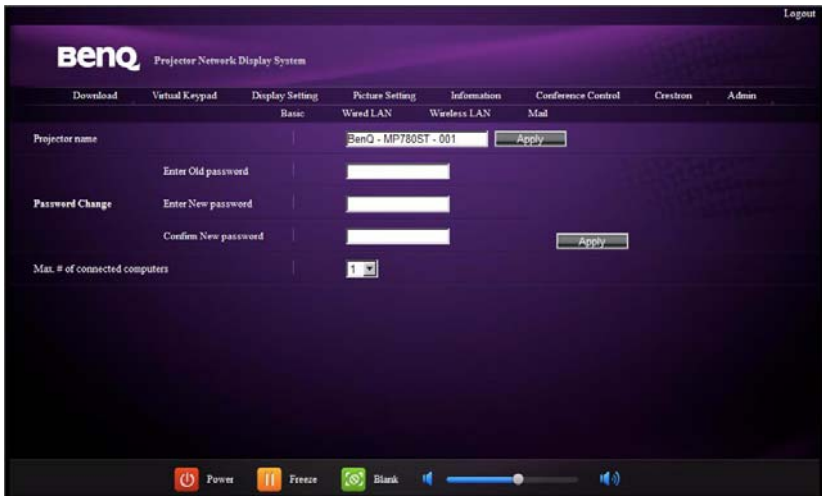 Logout
BenQ Projector Network Display System
Download Virtual Keypad Display Setting Picture Setting Information Conference Control Crestron Admin
Basic Wired LAN Wireless LAN Mail
Projector name BenQ - MP780ST - 001 Apply
Enter Old password
Password Change Enter New password
Confirm New password Apply
Max. # of connected computers 1
Power Freeze Blank